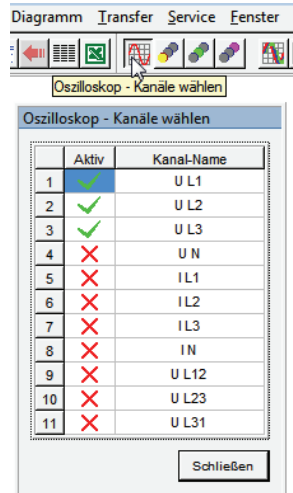 Diagramm Transfer Service Fenster
Oszilloskop - Kanäle wählen
Oszilloskop - Kanäle wählen
Aktiv Kanal-Name
1 U L1
2 U L2
3 U L3
4 U N
5 I L1
6 I L2
7 I L3
8 I N
9 U L12
10 U L23
11 U L31
Schließen